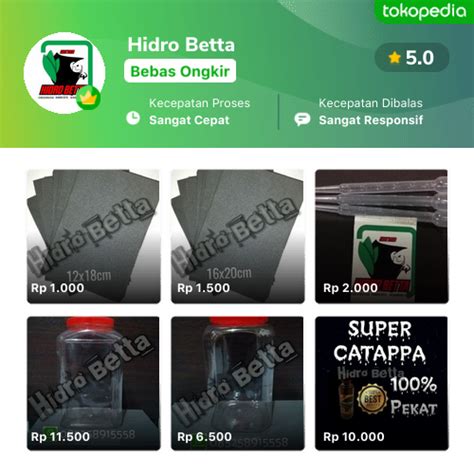 tokopedia
Hidro Betta
Bebas Ongkir
5.0
Kecepatan Proses
Sangat Cepat
Kecepatan Dibalas
Sangat Responsif
HIDRO BETTA
Hidro Betta
12x18cm
Rp 1.000
Hidro Betta
16x20cm
Rp 1.500
Rp 2.000
Hidro Betta
Rp 11.500
Hidro Betta
Rp 6.500
SUPER
CATAPPA
Hidro Betta
100%
BEST
PEKAT
Rp 10.000